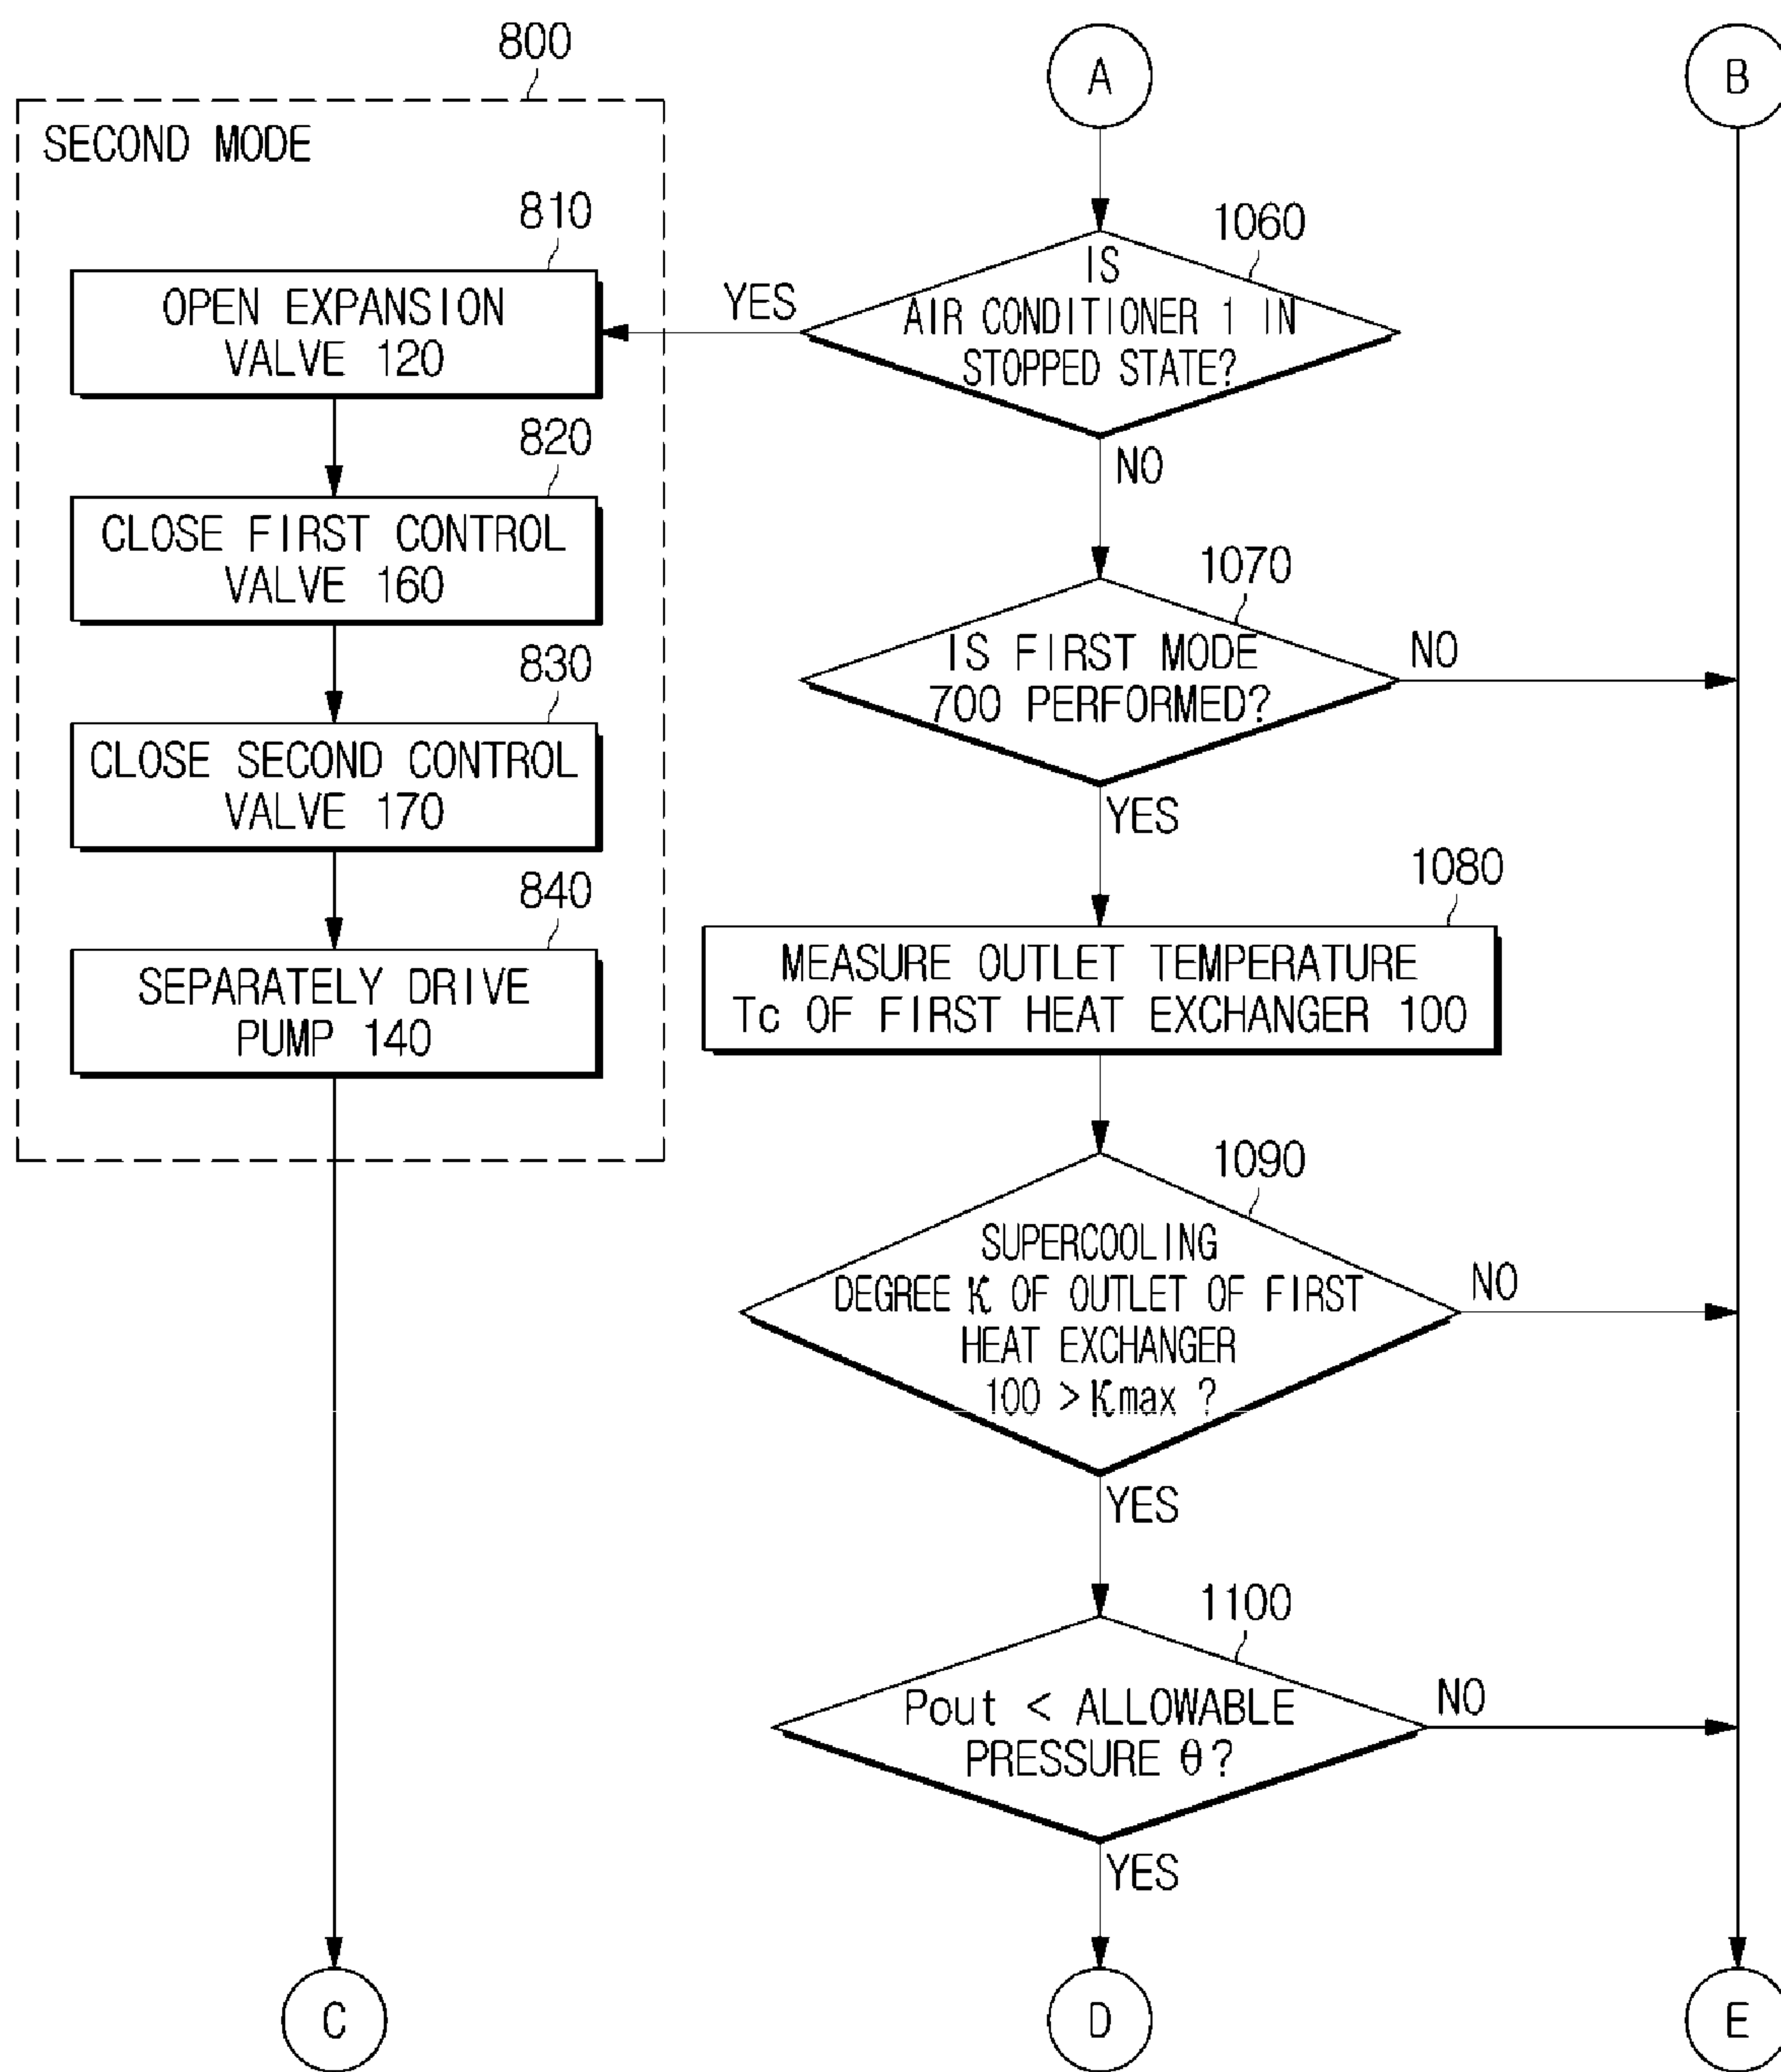 800
A
B
SECOND MODE
810
OPEN EXPANSION
VALVE 120
YES
1060
IS
AIR CONDITIONER 1 IN
STOPPED STATE?
NO
820
CLOSE FIRST CONTROL
VALVE 160
1070
IS FIRST MODE
700 PERFORMED?
NO
YES
830
CLOSE SECOND CONTROL
VALVE 170
840
SEPARATELY DRIVE
PUMP 140
1080
MEASURE OUTLET TEMPERATURE
Tc OF FIRST HEAT EXCHANGER 100
1090
SUPERCOOLING
DEGREE K OF OUTLET OF FIRST
HEAT EXCHANGER
100 > Kmax ?
NO
YES
1100
Pout < ALLOWABLE
PRESSURE θ?
NO
YES
C
D
E